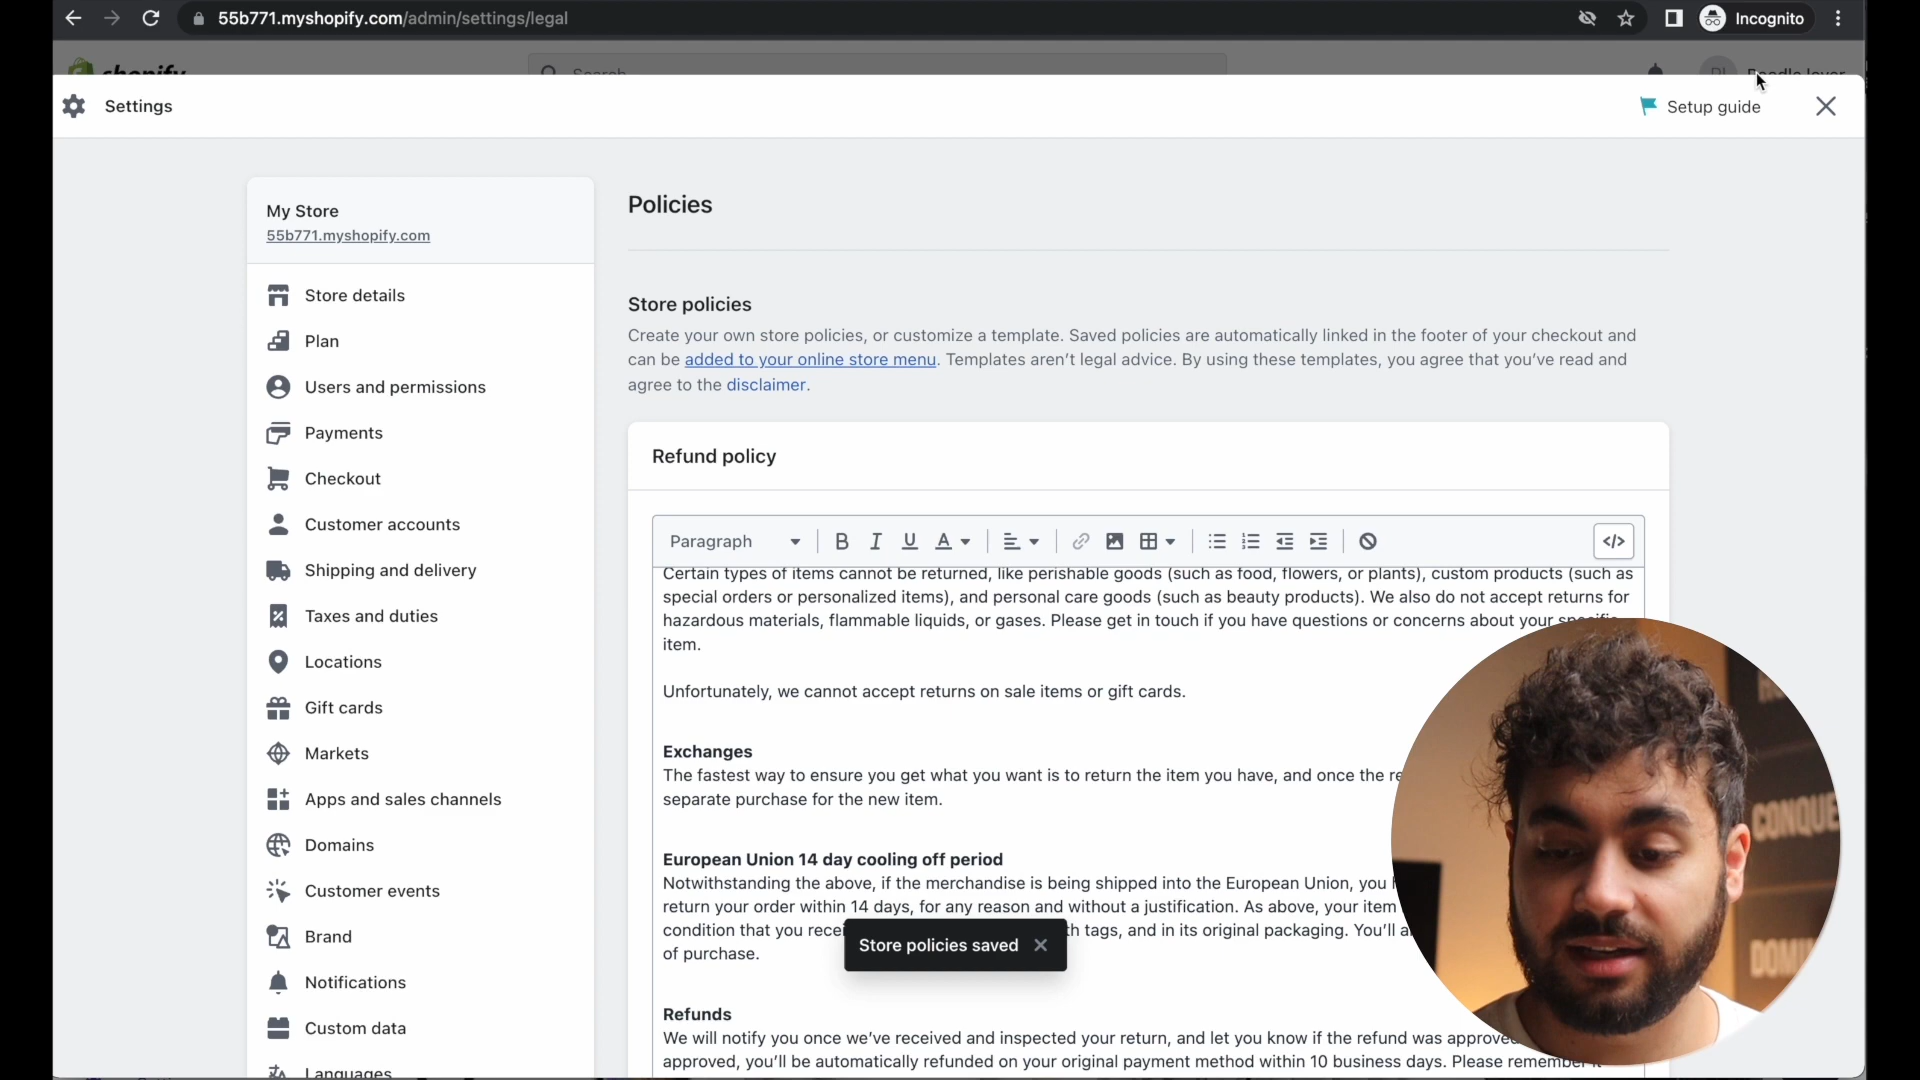 55b771.myshopify.com/admin/settings/legal
Incognito
shopify
Search
Settings
Setup guide
My Store
55b771.myshopify.com
Store details
Plan
Users and permissions
Payments
Checkout
Customer accounts
Shipping and delivery
Taxes and duties
Locations
Gift cards
Markets
Apps and sales channels
Domains
Customer events
Brand
Notifications
Custom data
Languages
Policies
Store policies
Create your own store policies, or customize a template. Saved policies are automatically linked in the footer of your checkout and
can be added to your online store menu. Templates aren't legal advice. By using these templates, you agree that you've read and
agree to the disclaimer.
Refund policy
Paragraph
Certain types of items cannot be returned, like perishable goods (such as food, flowers, or plants), custom products (such as
special orders or personalized items), and personal care goods (such as beauty products). We also do not accept returns for
hazardous materials, flammable liquids, or gases. Please get in touch if you have questions or concerns about your specific
item.
Unfortunately, we cannot accept returns on sale items or gift cards.
Exchanges
The fastest way to ensure you get what you want is to return the item you have, and once the
separate purchase for the new item.
European Union 14 day cooling off period
Notwithstanding the above, if the merchandise is being shipped into the European Union, you
return your order within 14 days, for any reason and without a justification. As above, your item
condition that you th tags, and in its original packaging. You'll
of purchase.
Store policies saved
Refunds
We will notify you once we've received and inspected your return, and let you know if the refund was
approved, you'll be automatically refunded on your original payment method within 10 business days. Please remember
CONQUE
DOMIN